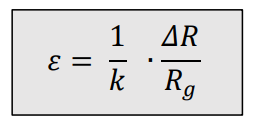 ε = 1/k · ΔR/R_g